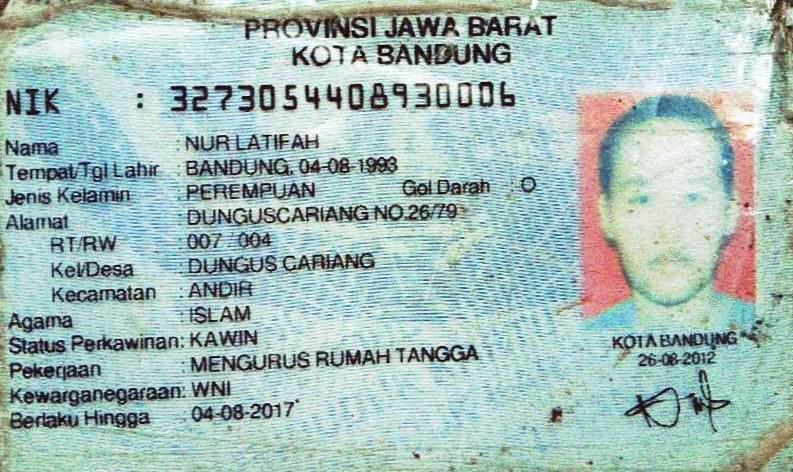 PROVINSI JAWA BARAT
KOTA BANDUNG
NIK : 3273054408930006
Nama : NUR LATIFAH
Tempat/Tgl Lahir : BANDUNG, 04-08-1993
Jenis Kelamin : PEREMPUAN Gol Darah : O
Alamat : DUNGUSCARIANG NO.26/79
RT/RW : 007 004
Kel/Desa : DUNGUS CARIANG
Kecamatan : ANDIR
Agama : ISLAM
Status Perkawinan: KAWIN
Pekerjaan : MENGURUS RUMAH TANGGA
Kewarganegaraan: WNI
Berlaku Hingga : 04-08-2017
KOTA BANDUNG
26-08-2012